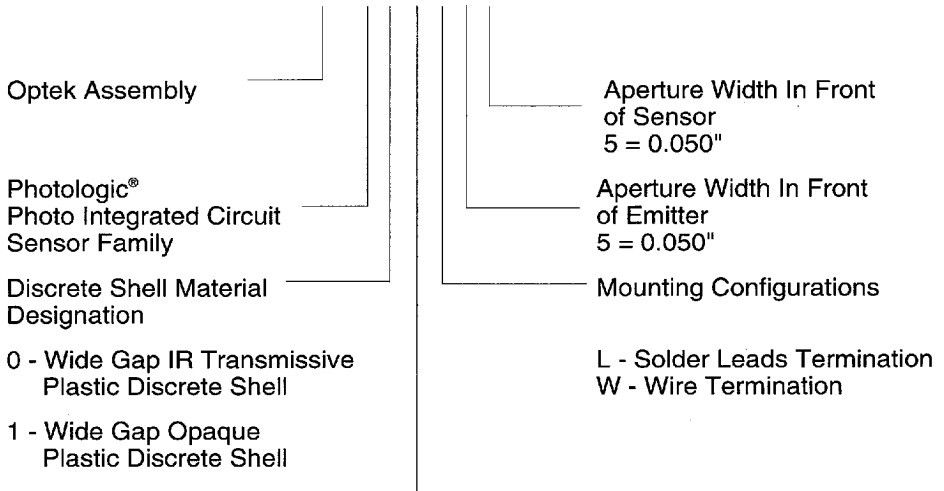 Optek Assembly
Photologic®
Photo Integrated Circuit
Sensor Family
Discrete Shell Material
Designation
0 - Wide Gap IR Transmissive
Plastic Discrete Shell
1 - Wide Gap Opaque
Plastic Discrete Shell
Aperture Width In Front
of Sensor
5 = 0.050"
Aperture Width In Front
of Emitter
5 = 0.050"
Mounting Configurations
L - Solder Leads Termination
W - Wire Termination